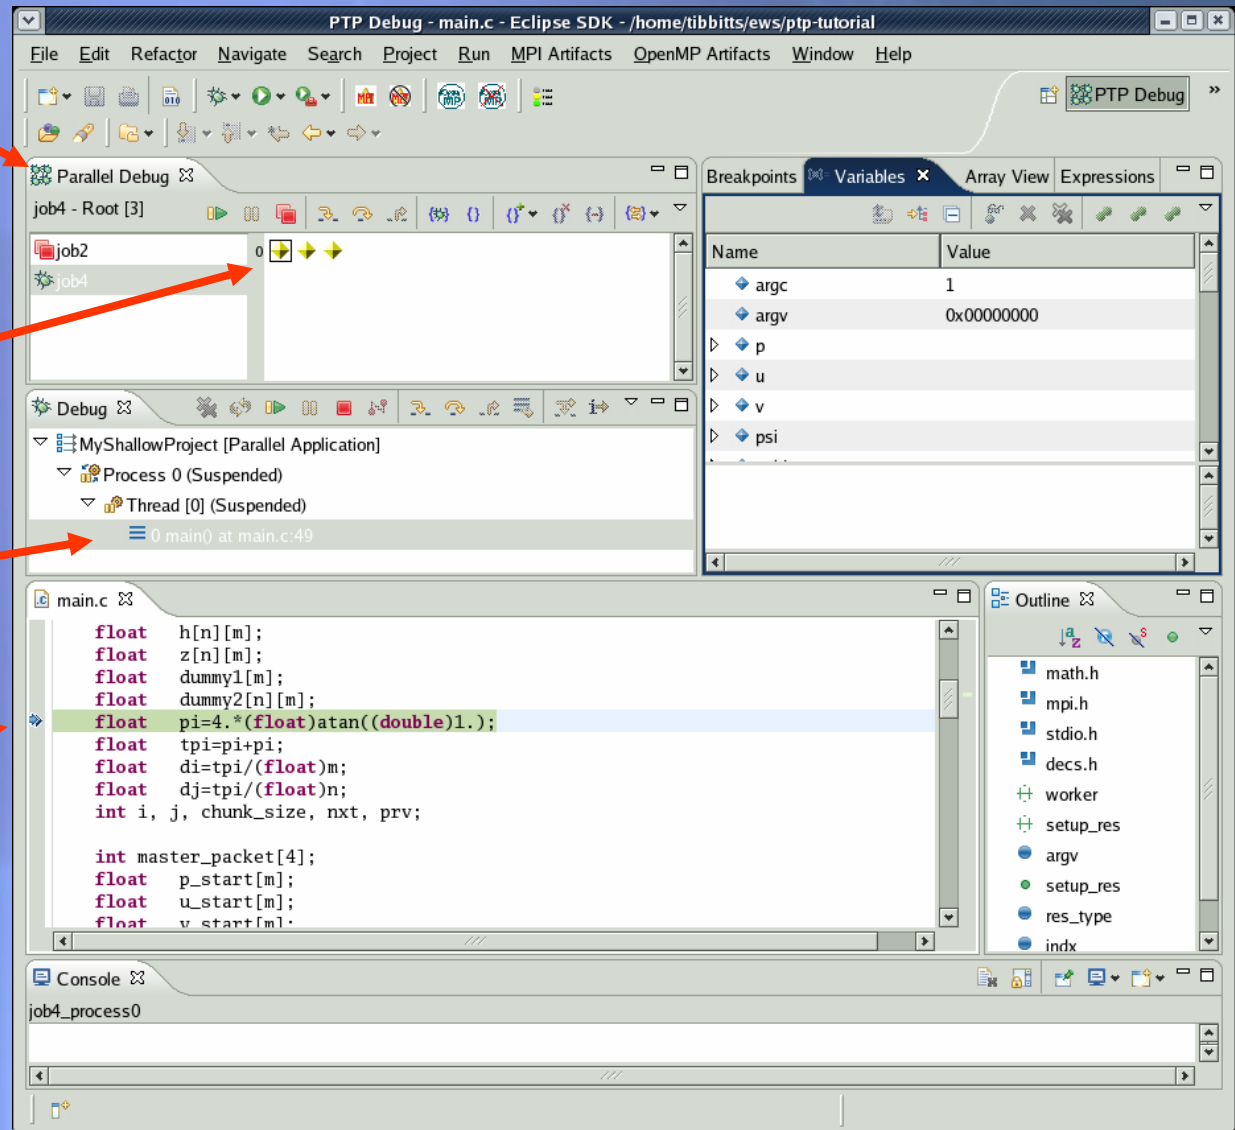 PTP Debug - main.c - Eclipse SDK - /home/tibbitts/ews/ptp-tutorial
File Edit Refactor Navigate Search Project Run MPI Artifacts OpenMP Artifacts Window Help
010
PTP Debug »
Parallel Debug
job4 - Root [3]
job2
job4
0
Breakpoints Variables Array View Expressions
Name Value
argc 1
argv 0x00000000
p
u
v
psi
Debug
MyShallowProject [Parallel Application]
Process 0 (Suspended)
Thread [0] (Suspended)
0 main() at main.c:49
main.c
float h[n][m];
float z[n][m];
float dummy1[m];
float dummy2[n][m];
float pi=4.*(float)atan((double)1.);
float tpi=pi+pi;
float di=tpi/(float)m;
float dj=tpi/(float)n;
int i, j, chunk_size, nxt, prv;
int master_packet[4];
float p_start[m];
float u_start[m];
float v_start[m];
Outline
math.h
mpi.h
stdio.h
decs.h
worker
setup_res
argv
setup_res
res_type
indx
Console
job4_process0